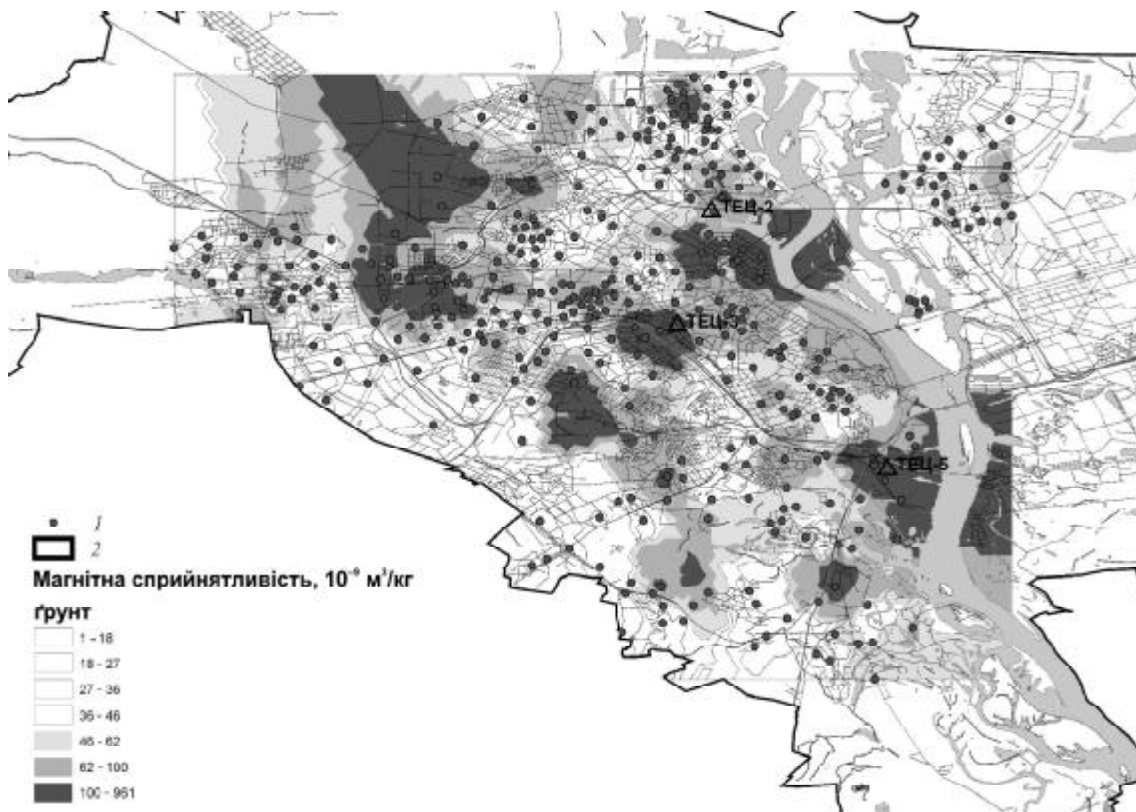 ТЕЦ-2
ТЕЦ-3
ТЕЦ-5
1
2
Магнітна сприйнятливість, 10⁻⁹ м³/кг
ґрунт
1 - 18
18 - 27
27 - 36
36 - 46
46 - 62
62 - 100
100 - 961